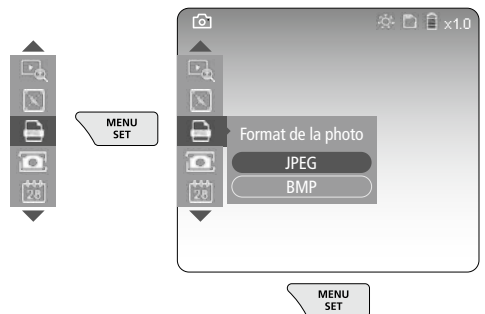 x1.0
28
MENU
SET
28
Format de la photo
JPEG
BMP
MENU
SET